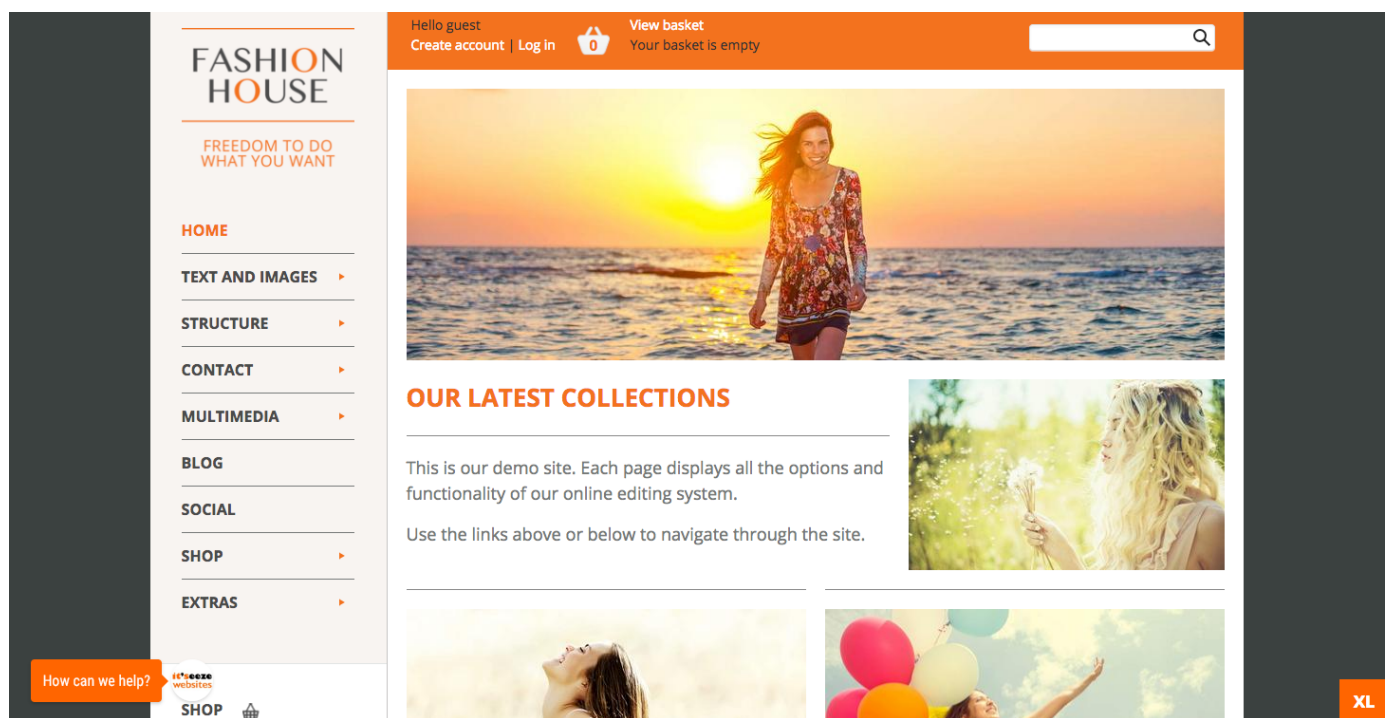 FASHION
HOUSE
FREEDOM TO DO
WHAT YOU WANT
HOME
TEXT AND IMAGES
STRUCTURE
CONTACT
MULTIMEDIA
BLOG
SOCIAL
SHOP
EXTRAS
How can we help?
it'seeze
websites
SHOP
Hello guest
Create account | Log in
0
View basket
Your basket is empty
OUR LATEST COLLECTIONS
This is our demo site. Each page displays all the options and
functionality of our online editing system.
Use the links above or below to navigate through the site.
XL